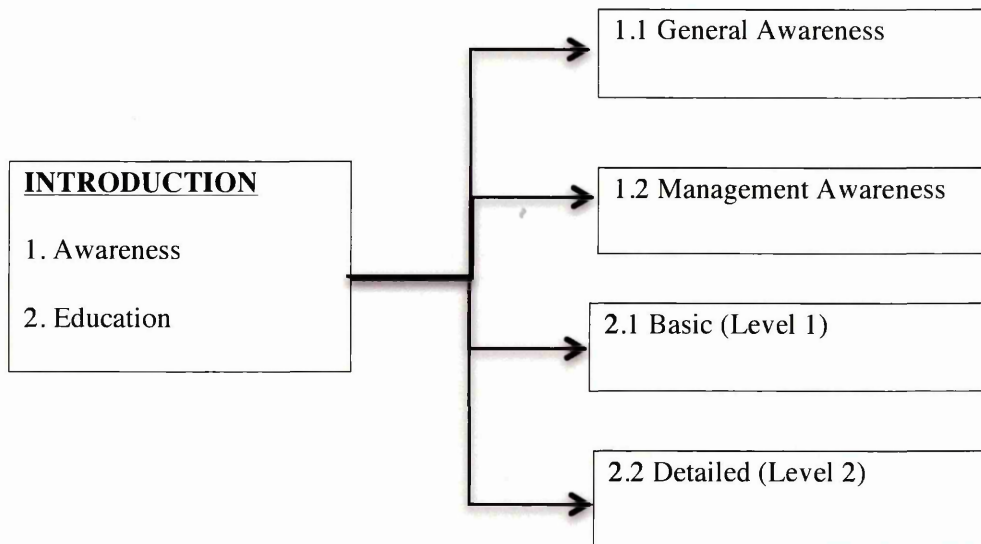 INTRODUCTION
1. Awareness
2. Education
1.1 General Awareness
1.2 Management Awareness
2.1 Basic (Level 1)
2.2 Detailed (Level 2)